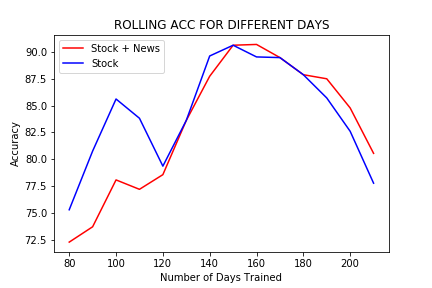 ROLLING ACC FOR DIFFERENT DAYS
Stock + News
Stock
90.0
87.5
85.0
82.5
80.0
77.5
75.0
72.5
Accuracy
80 100 120 140 160 180 200
Number of Days Trained